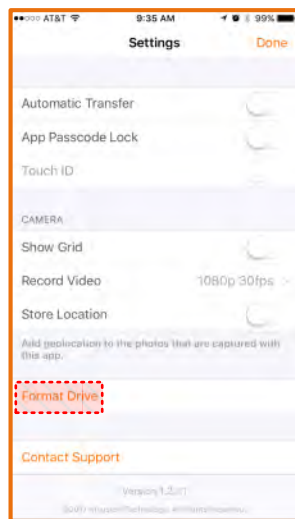 AT&T 9:35 AM 99%
Settings Done
Automatic Transfer
App Passcode Lock
Touch ID
CAMERA
Show Grid
Record Video 1080p 30fps >
Store Location
Add geolocation to the photos that are captured with
this app.
Format Drive
Contact Support